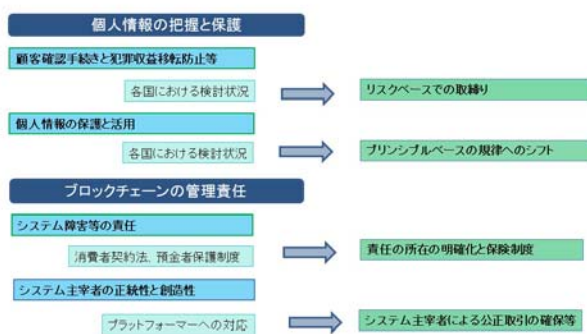 個人情報の把握と保護
顧客確認手続きと犯罪収益移転防止等
各国における検討状況
リスクベースでの取締り
個人情報の保護と活用
各国における検討状況
プリンシプルベースの規律へのシフト
ブロックチェーンの管理責任
システム障害等の責任
消費者契約法、預金者保護制度
責任の所在の明確化と保険制度
システム主宰者の正統性と創造性
プラットフォーマーへの対応
システム主宰者による公正取引の確保等